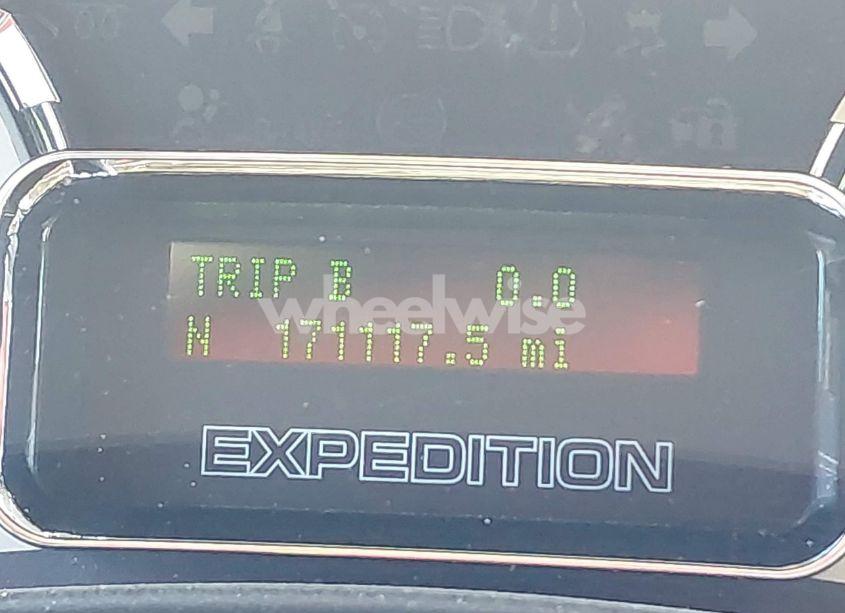 TRIP B 0.0
wheelwise
N 171117.5 mi
EXPEDITION